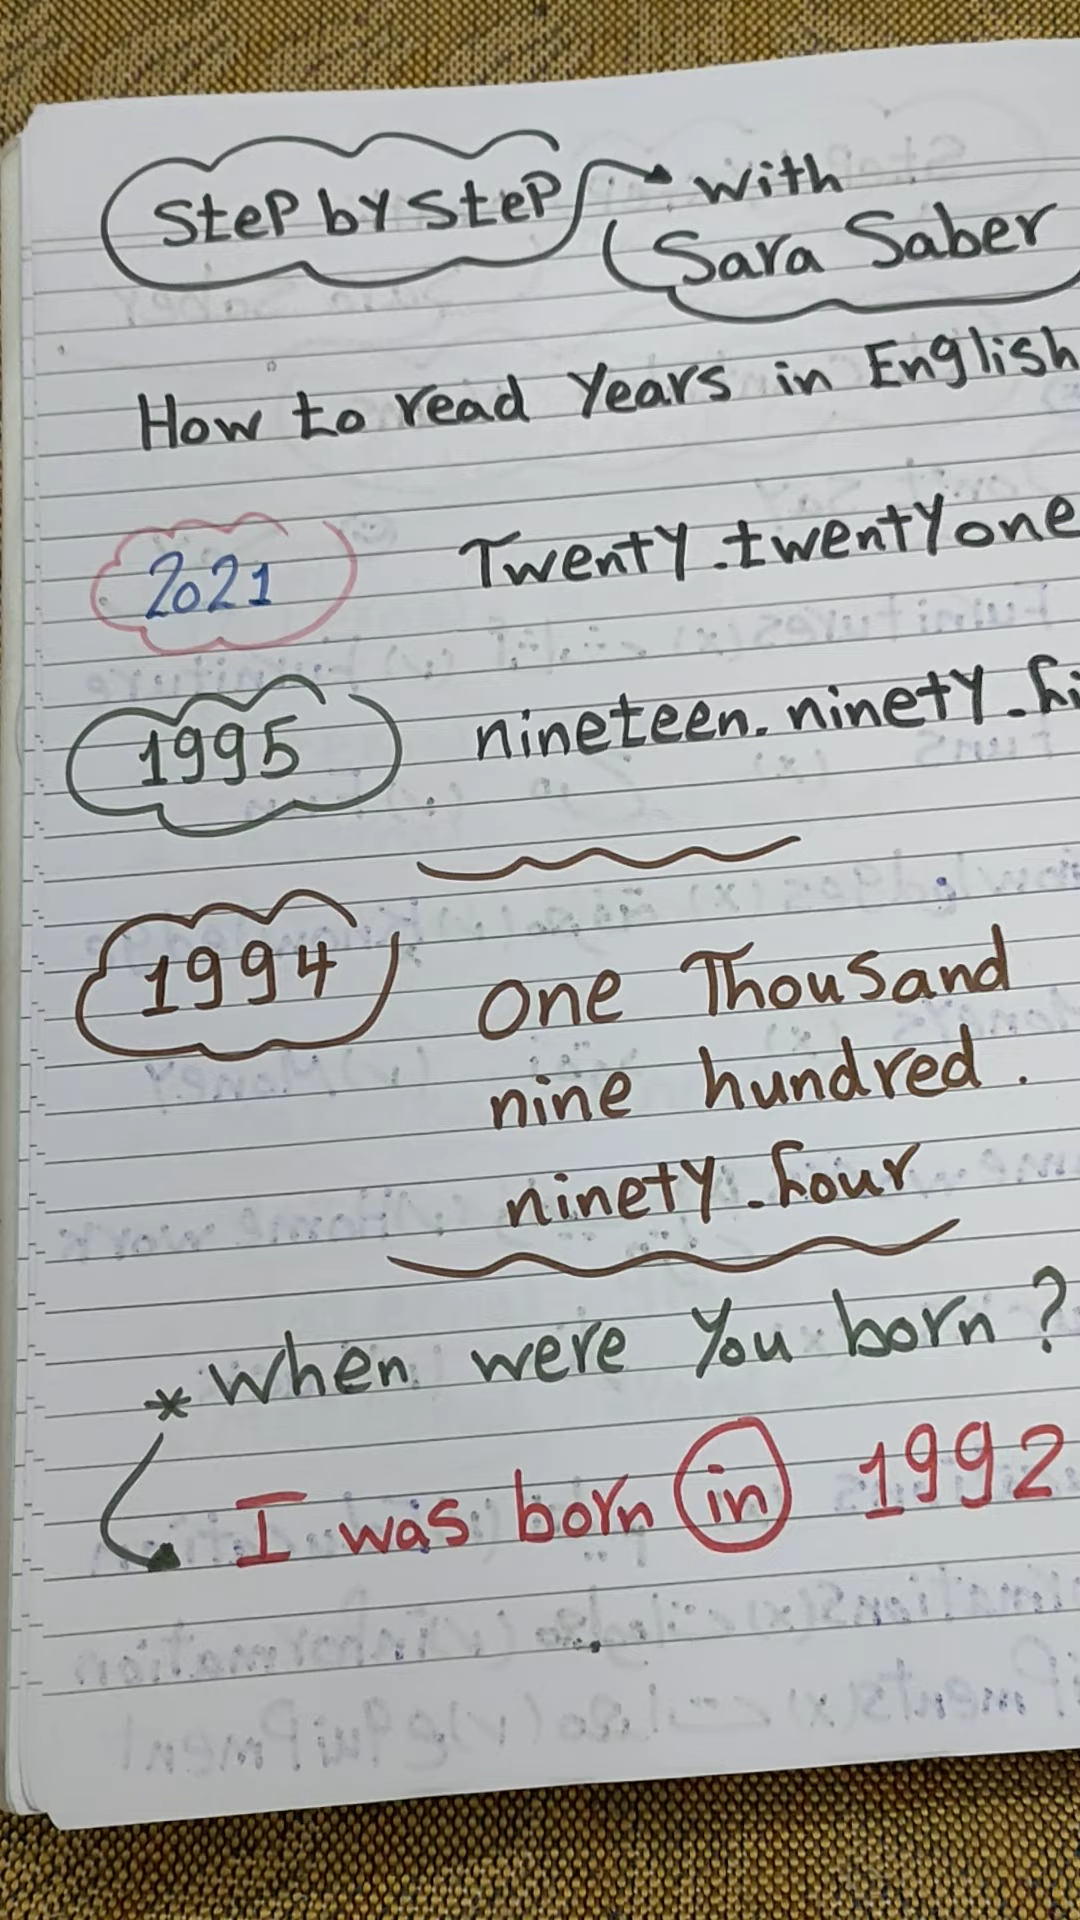 SteP by SteP
with
Sara Saber
How to read Years in English
2021 Twenty.twenty one
1995 nineteen. ninety-fi
1994 one Thousand
nine hundred.
ninety-four
* When were You born?
I was born in 1992